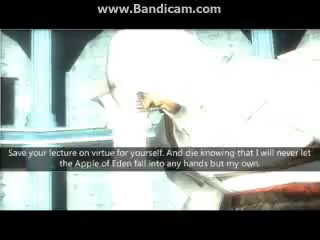 www.Bandicam.com
Save your lecture on virtue for yourself. And die knowing that I will never let
the Apple of Eden fall into any hands but my own.